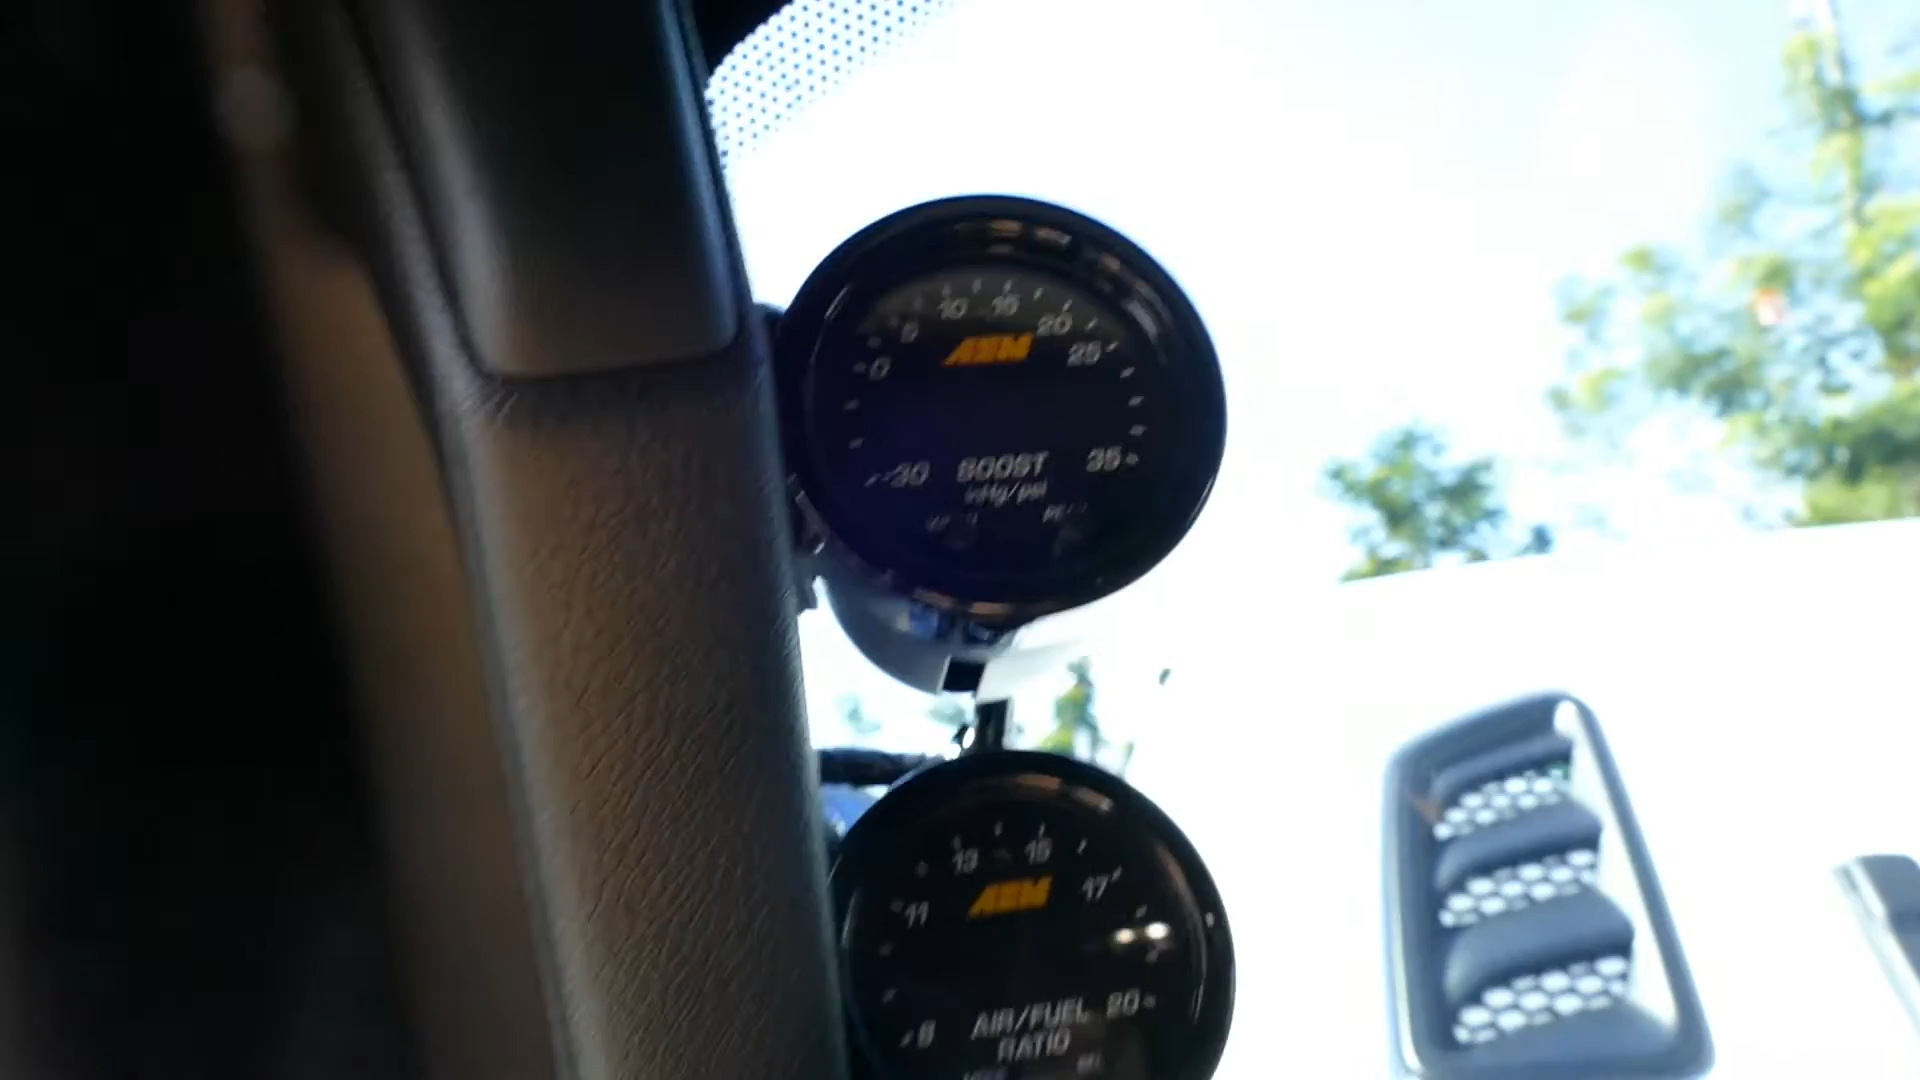 10 15
5 20
AEM
0 25
-30 BOOST 35
inHg/psi
13 15
AEM 17
11
AIR/FUEL 20
8 RATIO